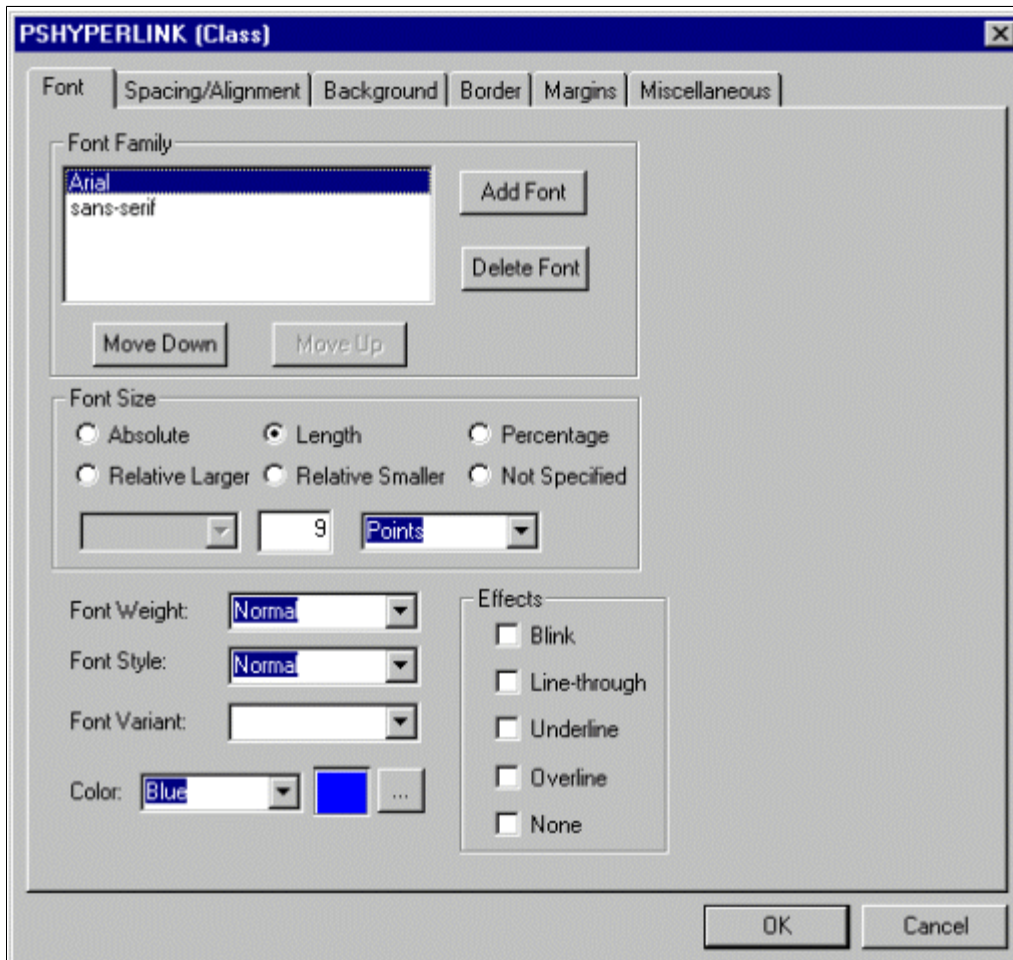 PSHYPERLINK (Class)
Font Spacing/Alignment Background Border Margins Miscellaneous
Font Family
Arial
sans-serif
Add Font
Delete Font
Move Down Move Up
Font Size
Absolute Length Percentage
Relative Larger Relative Smaller Not Specified
9 Points
Font Weight: Normal
Font Style: Normal
Font Variant:
Color: Blue ...
Effects
Blink
Line-through
Underline
Overline
None
OK Cancel